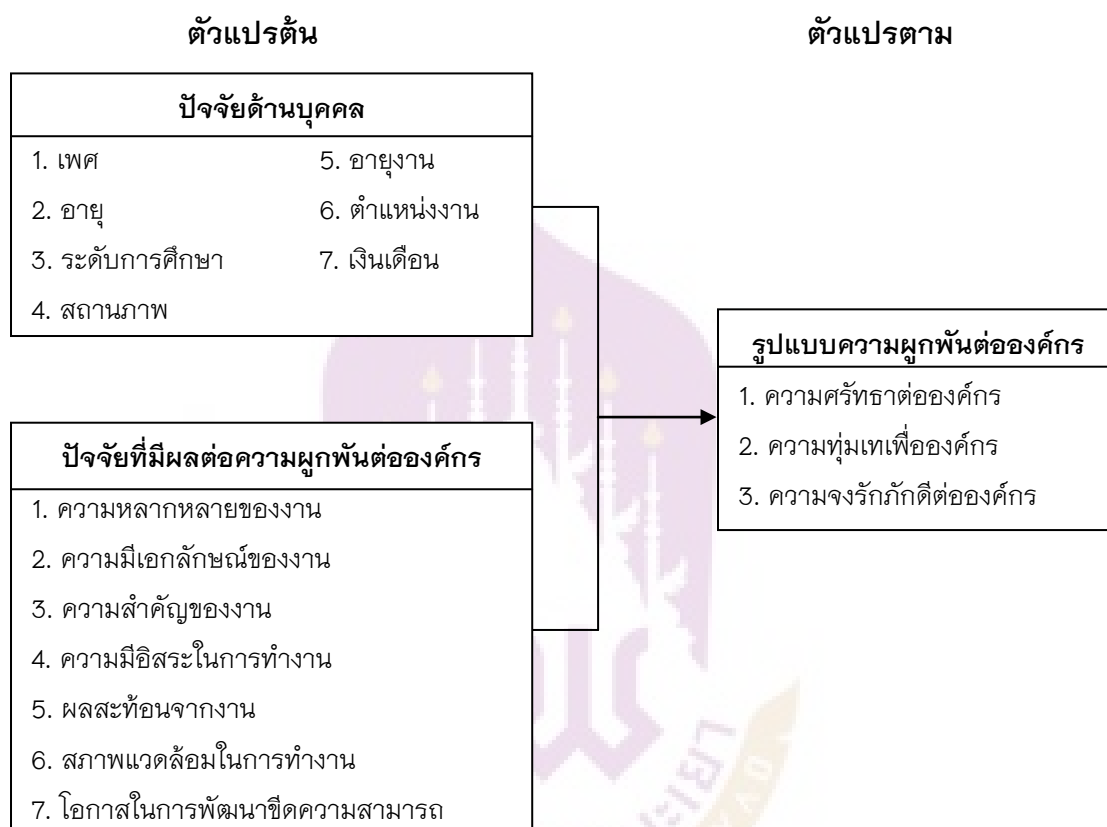 ตัวแปรต้น
ตัวแปรตาม
ปัจจัยด้านบุคคล
1. เพศ
2. อายุ
3. ระดับการศึกษา
4. สถานภาพ
5. อายุงาน
6. ตำแหน่งงาน
7. เงินเดือน
ปัจจัยที่มีผลต่อความผูกพันต่อองค์กร
1. ความหลากหลายของงาน
2. ความมีเอกลักษณ์ของงาน
3. ความสำคัญของงาน
4. ความมีอิสระในการทำงาน
5. ผลสะท้อนจากงาน
6. สภาพแวดล้อมในการทำงาน
7. โอกาสในการพัฒนาขีดความสามารถ
รูปแบบความผูกพันต่อองค์กร
1. ความศรัทธาต่อองค์กร
2. ความทุ่มเทเพื่อองค์กร
3. ความจงรักภักดีต่อองค์กร